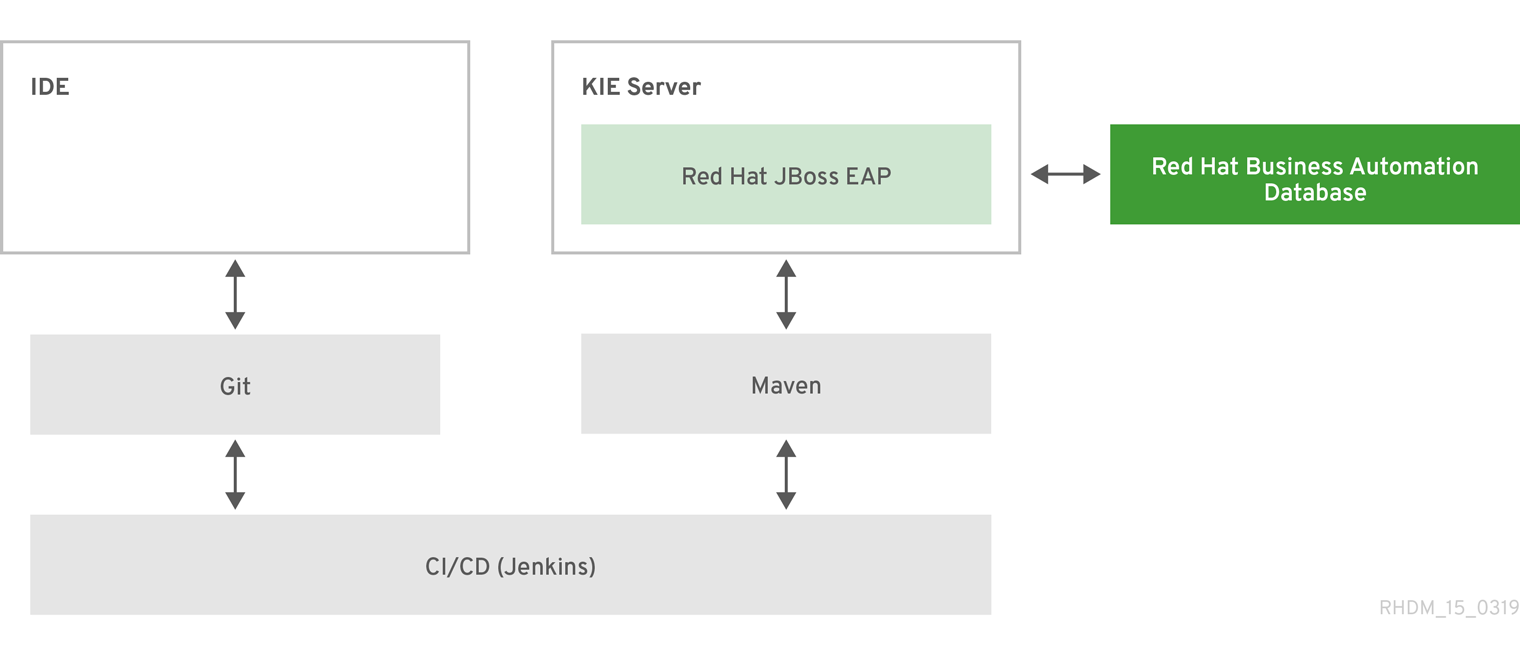 IDE
KIE Server
Red Hat JBoss EAP
Red Hat Business Automation
Database
Git
Maven
CI/CD (Jenkins)
RHDM_15_0319